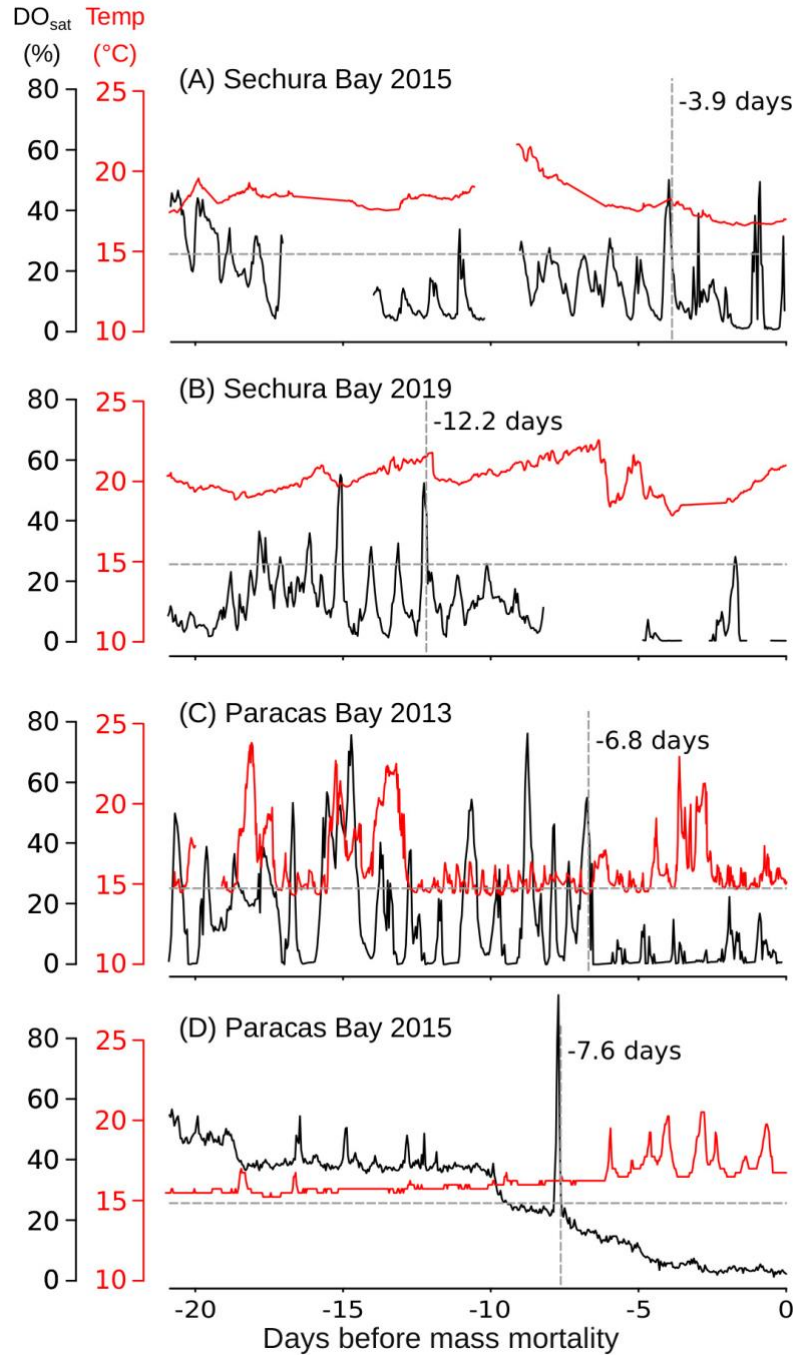 DOsat Temp
(%) (°C)
(A) Sechura Bay 2015
80 25
-3.9 days
60 20
40
15
20
0 10
(B) Sechura Bay 2019
80 25
-12.2 days
60 20
40
15
20
0 10
(C) Paracas Bay 2013
80 25
-6.8 days
60 20
40
15
20
0 10
(D) Paracas Bay 2015
80 25
-7.6 days
60 20
40
15
20
0 10
-20 -15 -10 -5 0
Days before mass mortality